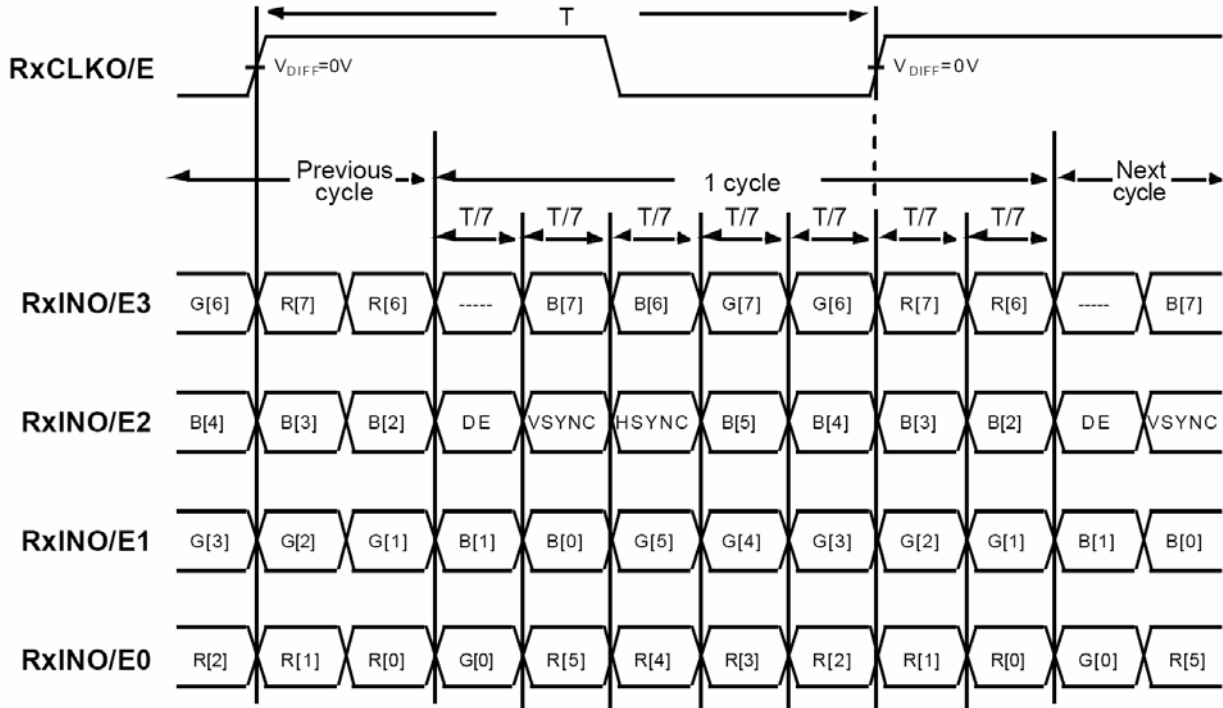 T
RxCLKO/E
VDIFF=0V
VDIFF=0V
Previous cycle
1 cycle
Next cycle
T/7 T/7 T/7 T/7 T/7 T/7 T/7
RxINO/E3 G[6] R[7] R[6] ----- B[7] B[6] G[7] G[6] R[7] R[6] ----- B[7]
RxINO/E2 B[4] B[3] B[2] DE VSYNC HSYNC B[5] B[4] B[3] B[2] DE VSYNC
RxINO/E1 G[3] G[2] G[1] B[1] B[0] G[5] G[4] G[3] G[2] G[1] B[1] B[0]
RxINO/E0 R[2] R[1] R[0] G[0] R[5] R[4] R[3] R[2] R[1] R[0] G[0] R[5]